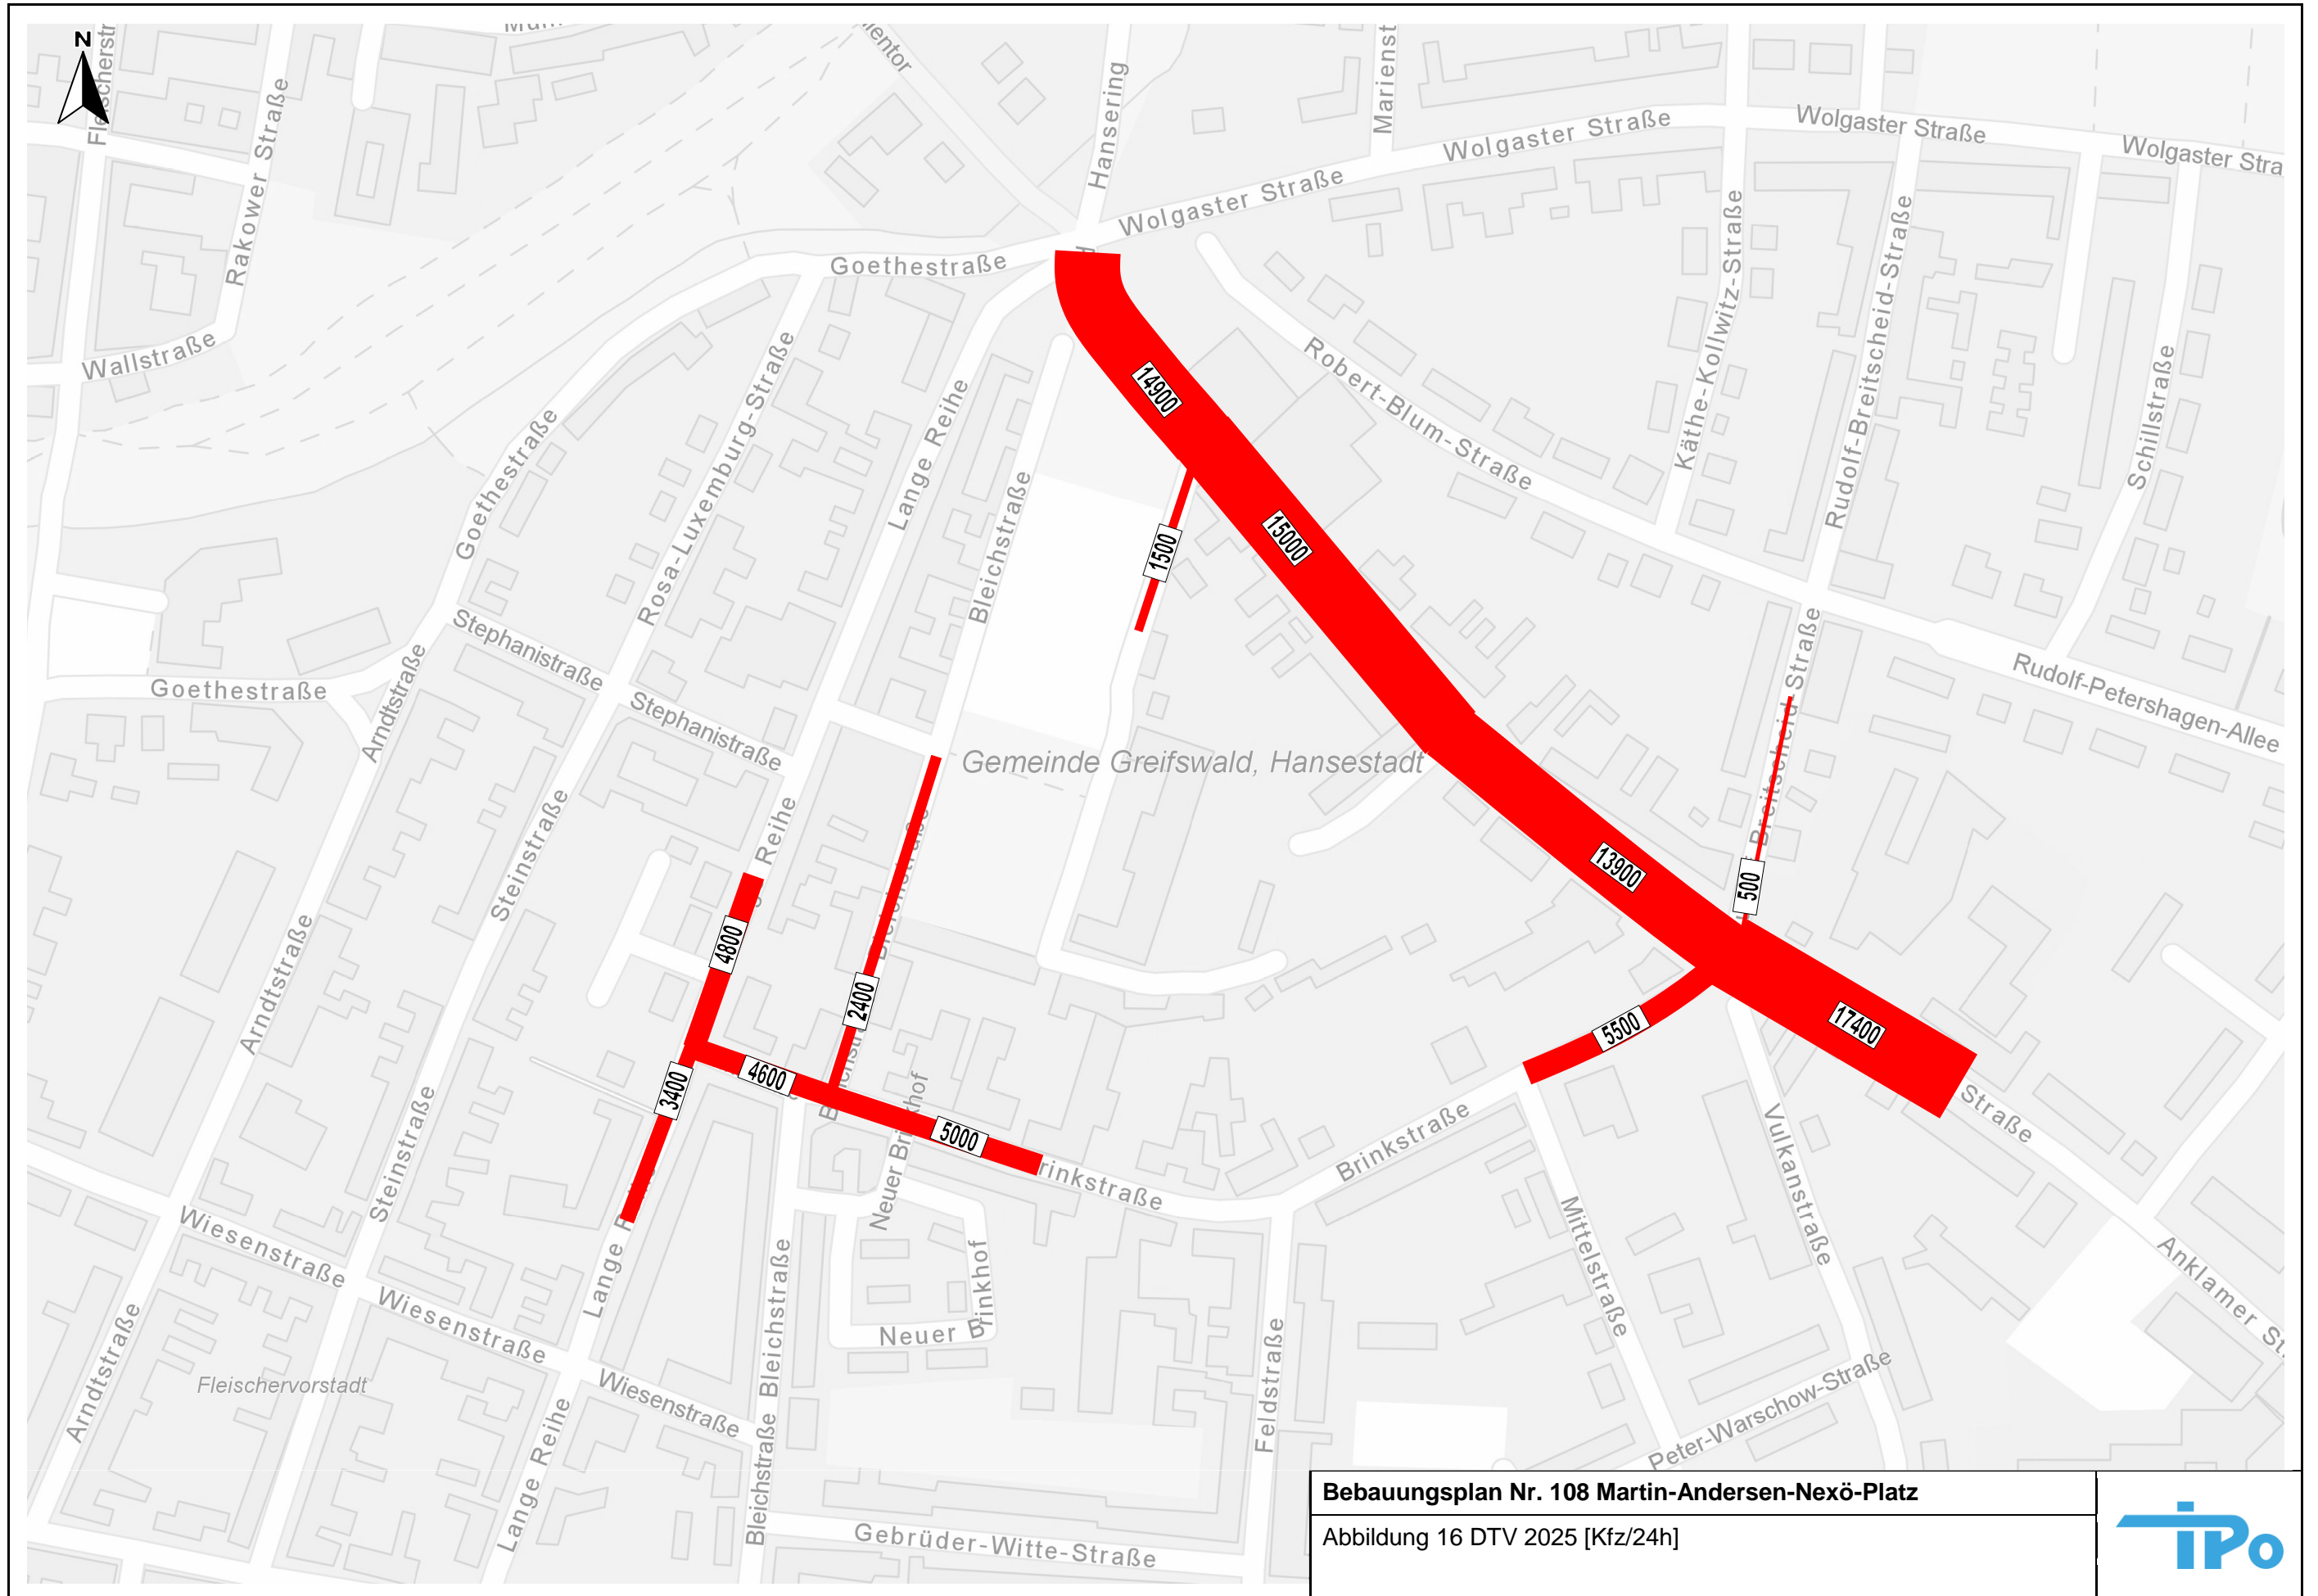 N
Fleischerstr
Rakower Straße
Wallstraße
Hansering
Marienst
Wolgaster Straße
Wolgaster Straße
Wolgaster Straße
Wolgaster Stra
Goethestraße
Goethestraße
Goethestraße
Robert-Blum-Straße
Käthe-Kollwitz-Straße
Rudolf-Breitscheid-Straße
Schillstraße
Rudolf-Petershagen-Allee
Rosa-Luxemburg-Straße
Lange Reihe
Bleichstraße
Stephanistraße
Stephanistraße
Arndtstraße
Steinstraße
Reihe
Gemeinde Greifswald, Hansestadt
Straße
14900
15000
1500
13900
500
17400
5500
4800
2400
3400
4600
5000
Arndtstraße
Steinstraße
Wiesenstraße
Wiesenstraße
Wiesenstraße
Arndtstraße
Fleischervorstadt
Lange
Lange Reihe
Bleichstraße
Bleichstraße
Neuer
Neuer
Brinkhof
rinkstraße
Brinkstraße
Feldstraße
Mittelstraße
Vulkanstraße
Peter-Warschow-Straße
Straße
Anklamer St
Gebrüder-Witte-Straße
Bebauungsplan Nr. 108 Martin-Andersen-Nexö-Platz
Abbildung 16 DTV 2025 [Kfz/24h]
iPo